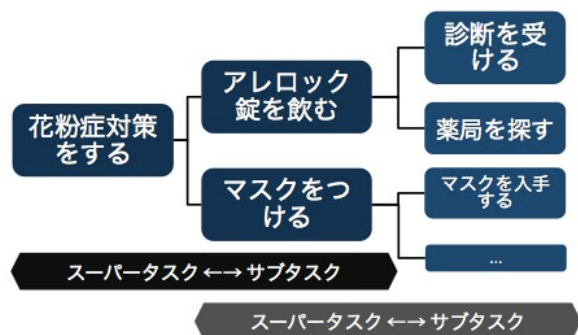 花粉症対策
をする
アレロック
錠を飲む
診断を受
ける
薬局を探す
マスクをつ
ける
マスクを入手
する
...
スーパータスク ←→ サブタスク
スーパータスク ←→ サブタスク